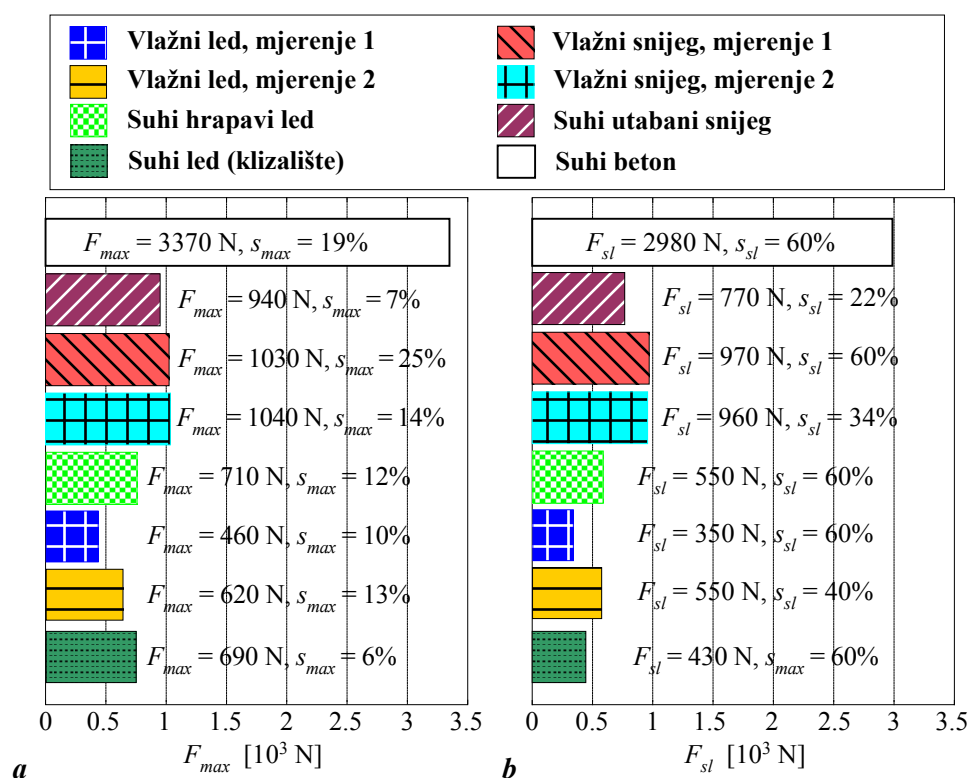 Vlažni led, mjerenje 1
Vlažni led, mjerenje 2
Suhi hrapavi led
Suhi led (klizalište)
Vlažni snijeg, mjerenje 1
Vlažni snijeg, mjerenje 2
Suhi utabani snijeg
Suhi beton
F_max = 3370 N, s_max = 19%
F_max = 940 N, s_max = 7%
F_max = 1030 N, s_max = 25%
F_max = 1040 N, s_max = 14%
F_max = 710 N, s_max = 12%
F_max = 460 N, s_max = 10%
F_max = 620 N, s_max = 13%
F_max = 690 N, s_max = 6%
0 0.5 1 1.5 2 2.5 3 3.5
F_max [10³ N]
a
F_sl = 2980 N, s_sl = 60%
F_sl = 770 N, s_sl = 22%
F_sl = 970 N, s_sl = 60%
F_sl = 960 N, s_sl = 34%
F_sl = 550 N, s_sl = 60%
F_sl = 350 N, s_sl = 60%
F_sl = 550 N, s_sl = 40%
F_sl = 430 N, s_max = 60%
0 0.5 1 1.5 2 2.5 3 3.5
F_sl [10³ N]
b